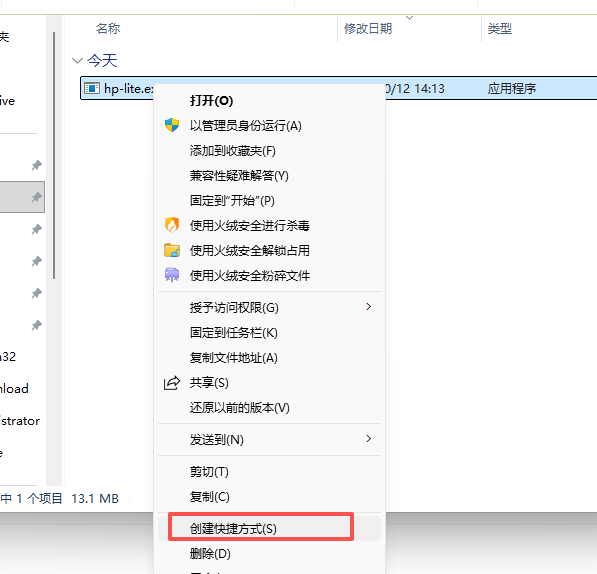 名称 修改日期 类型
夹
今天
hp-lite.ex 0/12 14:13 应用程序
ive
打开(O)
以管理员身份运行(A)
添加到收藏夹(F)
兼容性疑难解答(Y)
固定到"开始"(P)
使用火绒安全进行杀毒
使用火绒安全解锁占用
使用火绒安全粉碎文件
授予访问权限(G)
固定到任务栏(K)
复制文件地址(A)
32
共享(S)
nload
还原以前的版本(V)
istrator
发送到(N)
e
剪切(T)
复制(C)
中 1 个项目 13.1 MB
创建快捷方式(S)
删除(D)